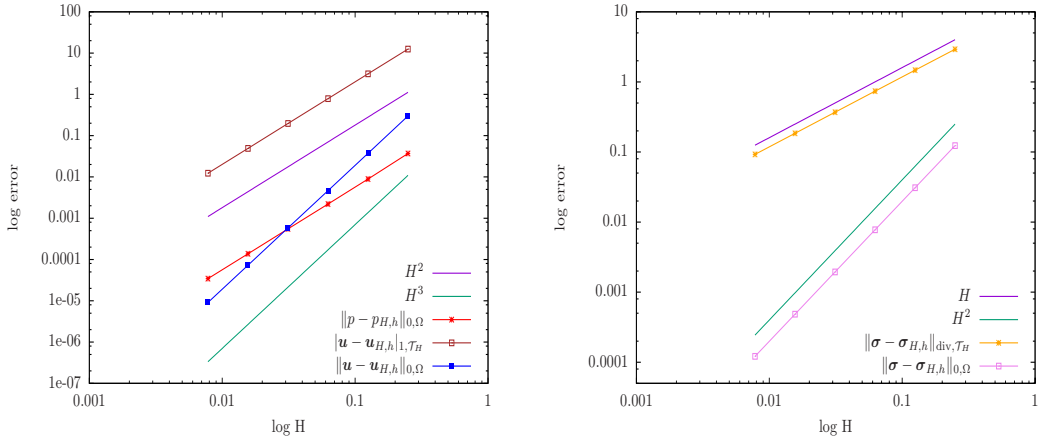 100
10
1
0.1
0.01
0.001
0.0001
1e-05
1e-06
1e-07
0.001
0.01
0.1
1
log error
log H
H²
H³
‖p − p_{H,h}‖_{0,Ω}
|u − u_{H,h}|_{1,𝒯_H}
‖u − u_{H,h}‖_{0,Ω}
10
1
0.1
0.01
0.001
0.0001
0.001
0.01
0.1
1
log error
log H
H
H²
‖σ − σ_{H,h}‖_{div,𝒯_H}
‖σ − σ_{H,h}‖_{0,Ω}